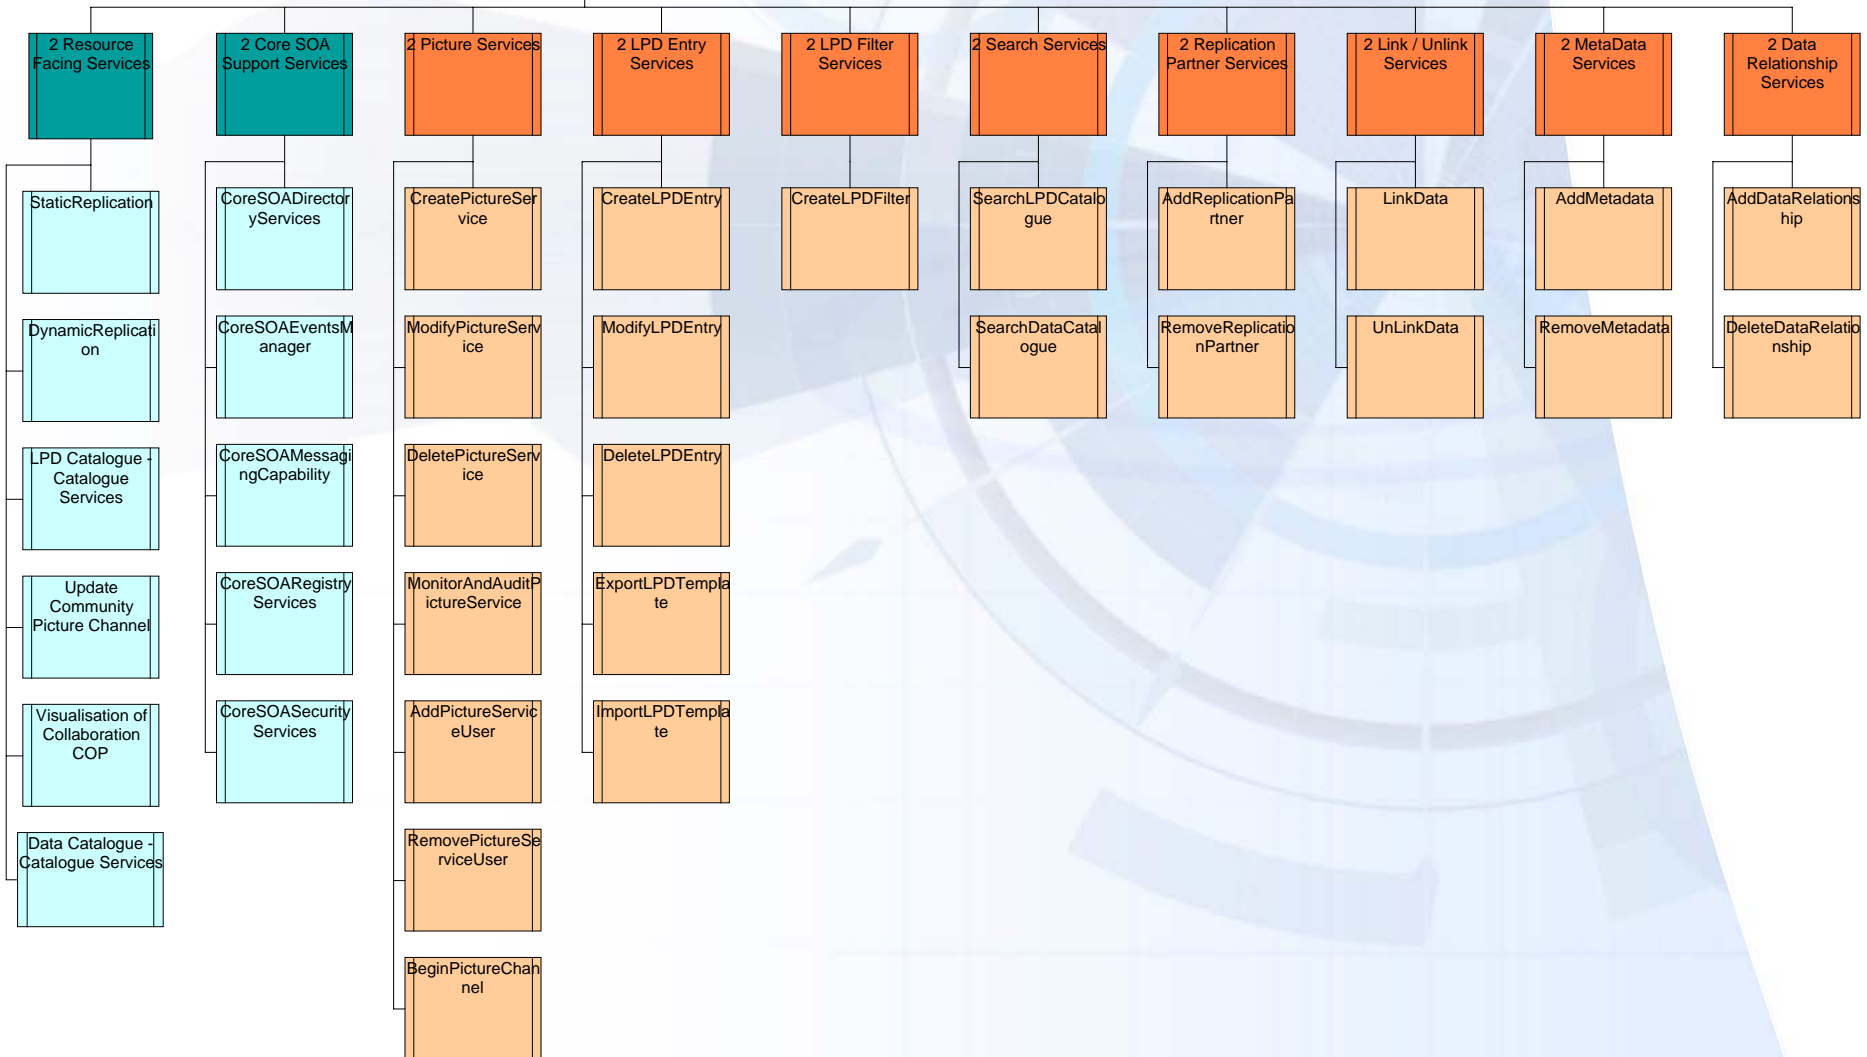 2 Resource
Facing Services
2 Core SOA
Support Services
2 Picture Services
2 LPD Entry
Services
2 LPD Filter
Services
2 Search Services
2 Replication
Partner Services
2 Link / Unlink
Services
2 MetaData
Services
2 Data
Relationship
Services
StaticReplication
DynamicReplicati
on
LPD Catalogue -
Catalogue
Services
Update
Community
Picture Channel
Visualisation of
Collaboration
COP
Data Catalogue -
Catalogue Services
CoreSOADirector
yServices
CoreSOAEventsM
anager
CoreSOAMessagi
ngCapability
CoreSOARegistry
Services
CoreSOASecurity
Services
CreatePictureSer
vice
ModifyPictureServ
ice
DeletePictureServ
ice
MonitorAndAuditP
ictureService
AddPictureServic
eUser
RemovePictureSe
rviceUser
BeginPictureChan
nel
CreateLPDEntry
ModifyLPDEntry
DeleteLPDEntry
ExportLPDTempla
te
ImportLPDTempla
te
CreateLPDFilter
SearchLPDCatalo
gue
SearchDataCatal
ogue
AddReplicationPa
rtner
RemoveReplicatio
nPartner
LinkData
UnLinkData
AddMetadata
RemoveMetadata
AddDataRelations
hip
DeleteDataRelatio
nship